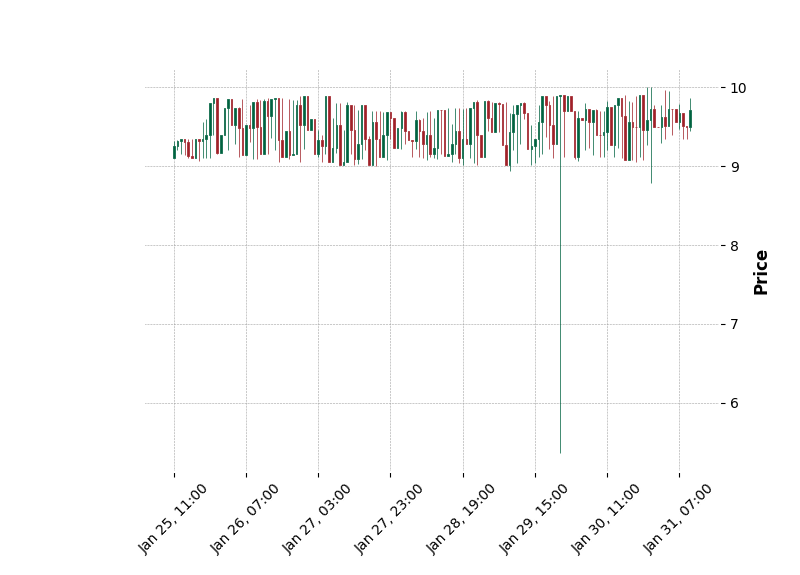 10
9
8
7
6
Price
Jan 25, 11:00
Jan 26, 07:00
Jan 27, 03:00
Jan 27, 23:00
Jan 28, 19:00
Jan 29, 15:00
Jan 30, 11:00
Jan 31, 07:00